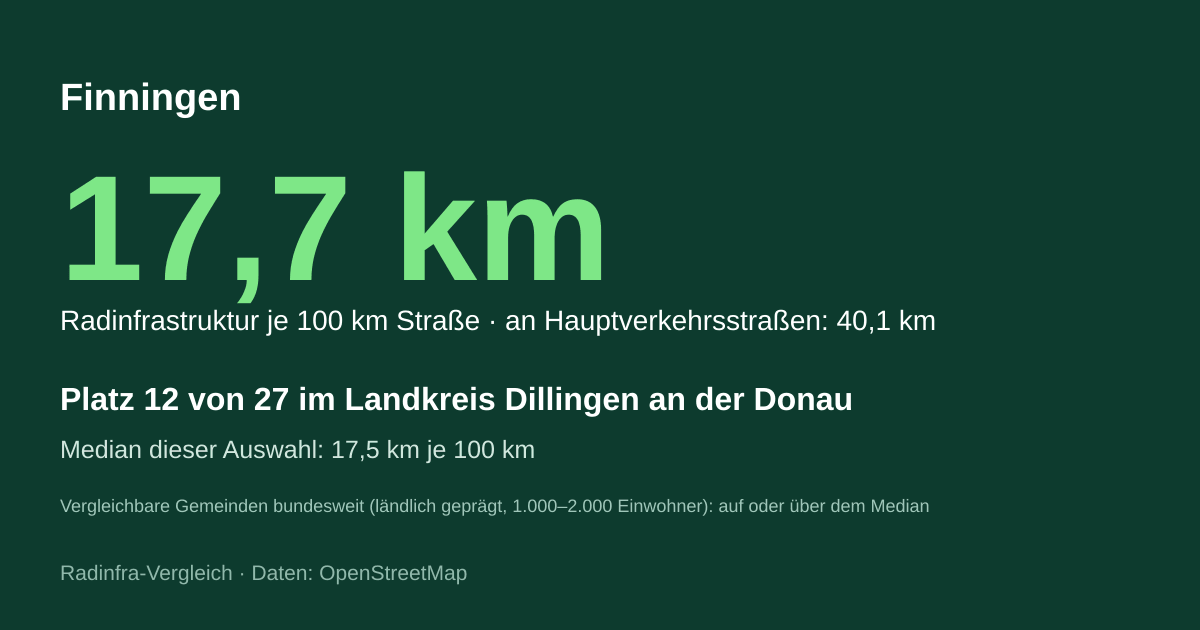 Finningen
17,7 km
Radinfrastruktur je 100 km Straße · an Hauptverkehrsstraßen: 40,1 km
Platz 12 von 27 im Landkreis Dillingen an der Donau
Median dieser Auswahl: 17,5 km je 100 km
Vergleichbare Gemeinden bundesweit (ländlich geprägt, 1.000–2.000 Einwohner): auf oder über dem Median
Radinfra-Vergleich · Daten: OpenStreetMap